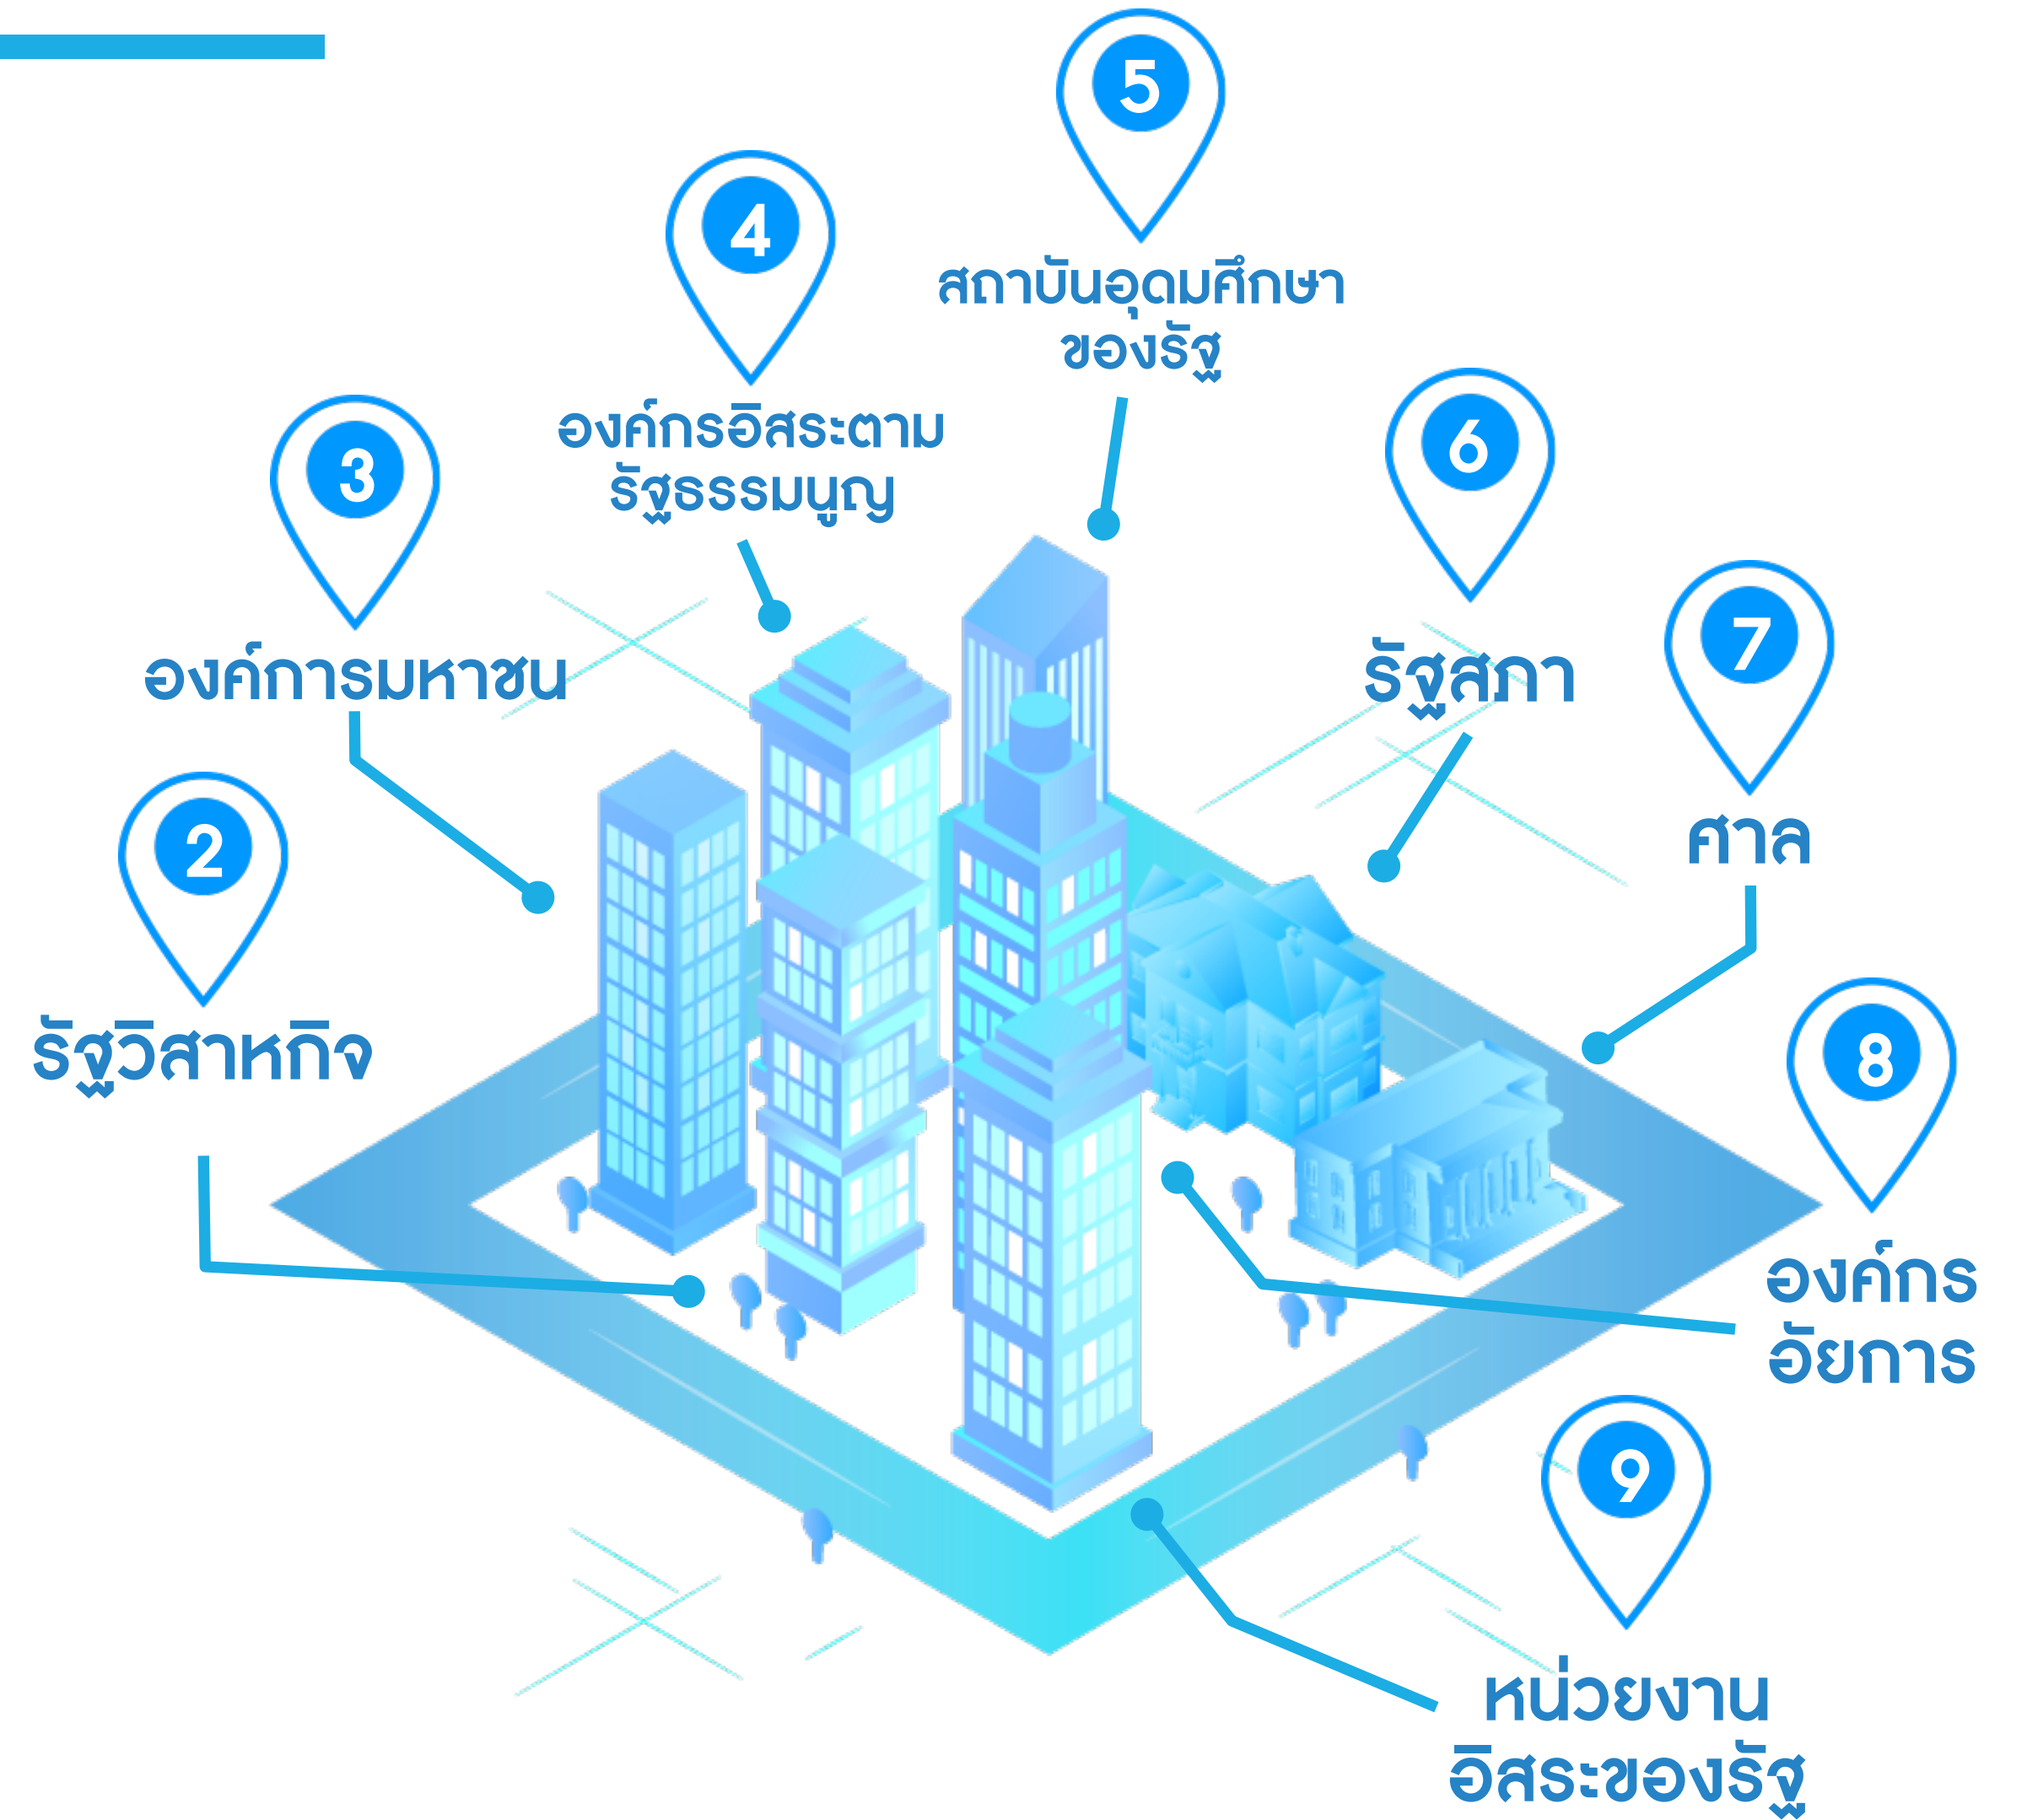 5
สถาบันอุดมศึกษา
ของรัฐ
4
องค์กรอิสระตาม
รัฐธรรมนูญ
3
องค์การมหาชน
2
รัฐวิสาหกิจ
6
รัฐสภา
7
ศาล
8
องค์กร
อัยการ
9
หน่วยงาน
อิสระของรัฐ